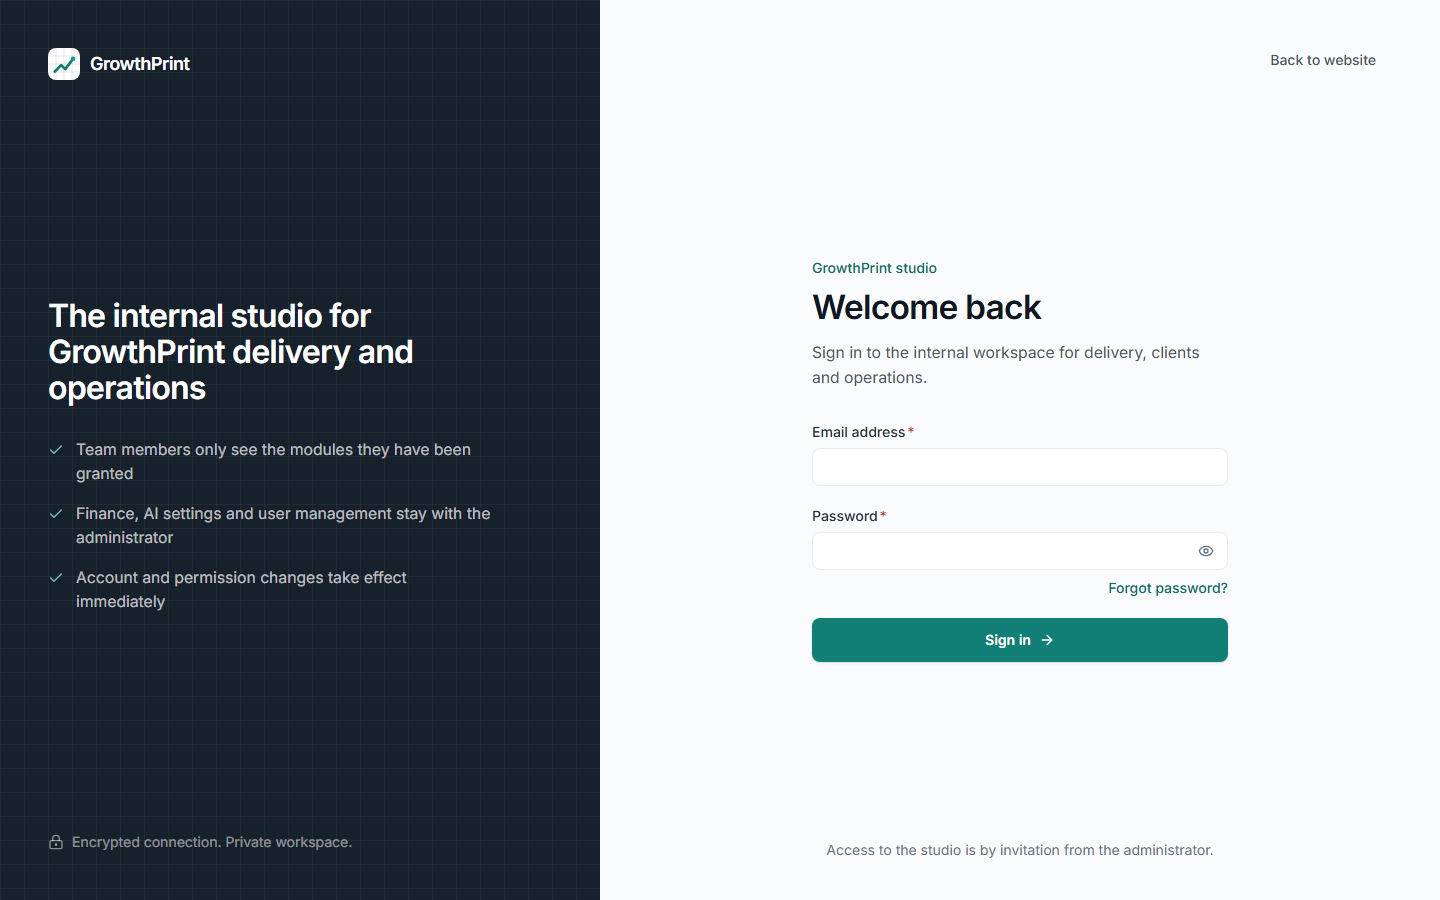 GrowthPrint
The internal studio for
GrowthPrint delivery and
operations
Team members only see the modules they have been
granted
Finance, AI settings and user management stay with the
administrator
Account and permission changes take effect
immediately
Encrypted connection. Private workspace.
Back to website
GrowthPrint studio
Welcome back
Sign in to the internal workspace for delivery, clients
and operations.
Email address*
Password*
Forgot password?
Sign in
Access to the studio is by invitation from the administrator.